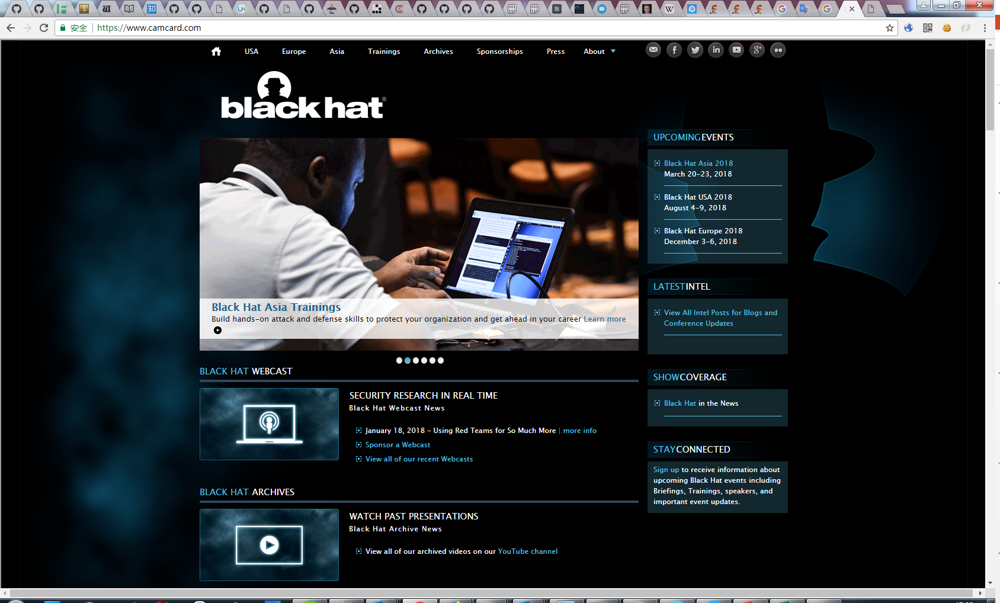 安全 https://www.camcard.com
USA Europe Asia Trainings Archives Sponsorships Press About
black hat®
Black Hat Asia Trainings
Build hands-on attack and defense skills to protect your organization and get ahead in your career Learn more
BLACK HAT WEBCAST
SECURITY RESEARCH IN REAL TIME
Black Hat Webcast News
January 18, 2018 - Using Red Teams for So Much More | more info
Sponsor a Webcast
View all of our recent Webcasts
BLACK HAT ARCHIVES
WATCH PAST PRESENTATIONS
Black Hat Archive News
View all of our archived videos on our YouTube channel
UPCOMINGEVENTS
Black Hat Asia 2018
March 20-23, 2018
Black Hat USA 2018
August 4-9, 2018
Black Hat Europe 2018
December 3-6, 2018
LATESTINTEL
View All Intel Posts for Blogs and
Conference Updates
SHOWCOVERAGE
Black Hat in the News
STAYCONNECTED
Sign up to receive information about
upcoming Black Hat events including
Briefings, Trainings, speakers, and
important event updates.